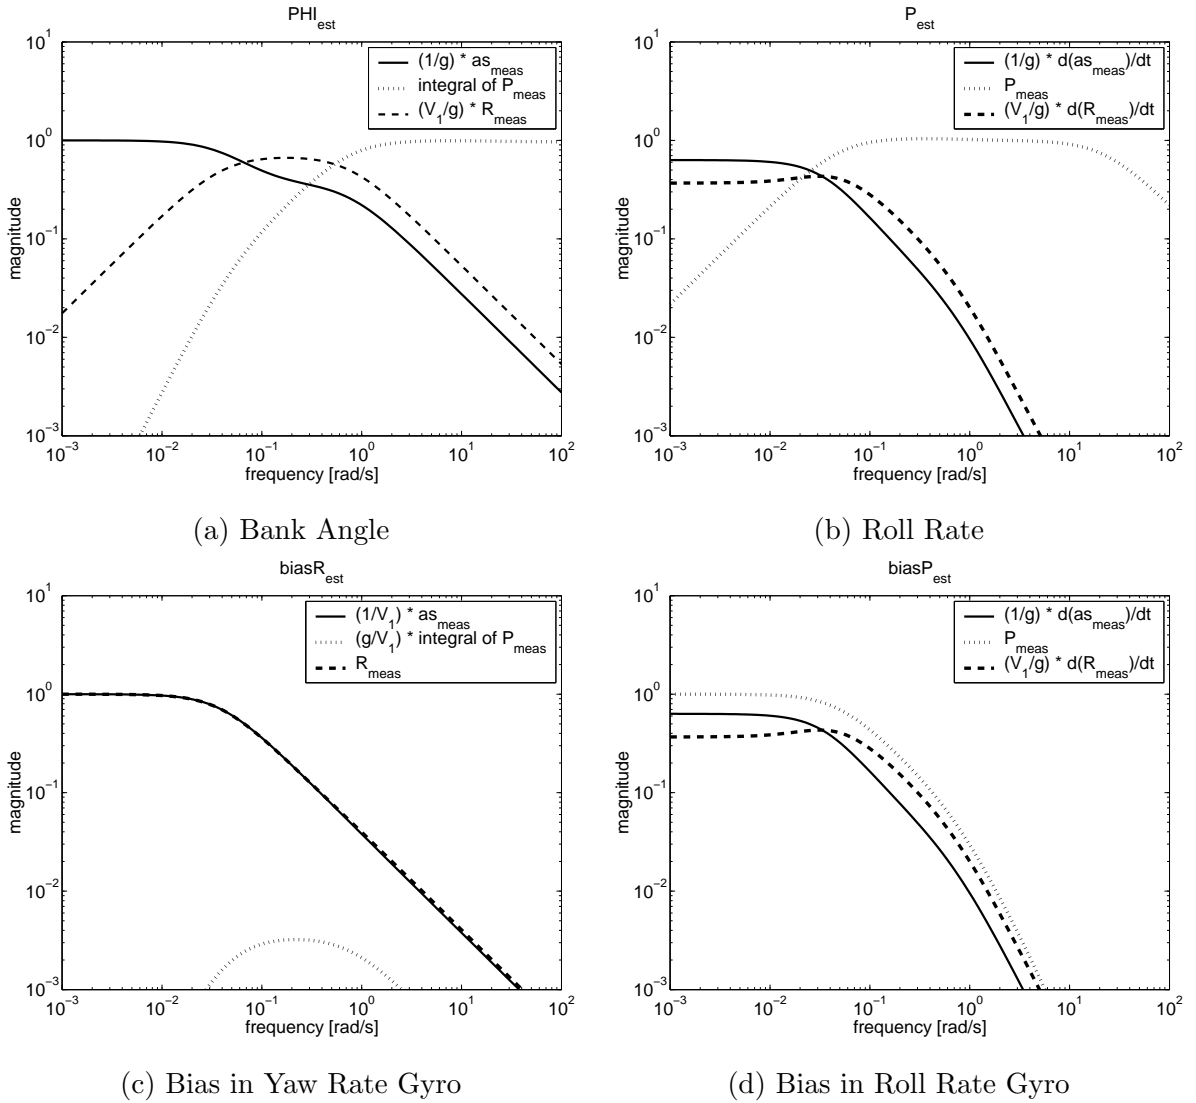 PHI_est
10^1
10^0
10^−1
10^−2
10^−3
magnitude
(1/g) * as_meas
integral of P_meas
(V_1/g) * R_meas
10^−3 10^−2 10^−1 10^0 10^1 10^2
frequency [rad/s]
(a) Bank Angle
P_est
10^1
10^0
10^−1
10^−2
10^−3
magnitude
(1/g) * d(as_meas)/dt
P_meas
(V_1/g) * d(R_meas)/dt
10^−3 10^−2 10^−1 10^0 10^1 10^2
frequency [rad/s]
(b) Roll Rate
biasR_est
10^1
10^0
10^−1
10^−2
10^−3
magnitude
(1/V_1) * as_meas
(g/V_1) * integral of P_meas
R_meas
10^−3 10^−2 10^−1 10^0 10^1 10^2
frequency [rad/s]
(c) Bias in Yaw Rate Gyro
biasP_est
10^1
10^0
10^−1
10^−2
10^−3
magnitude
(1/g) * d(as_meas)/dt
P_meas
(V_1/g) * d(R_meas)/dt
10^−3 10^−2 10^−1 10^0 10^1 10^2
frequency [rad/s]
(d) Bias in Roll Rate Gyro